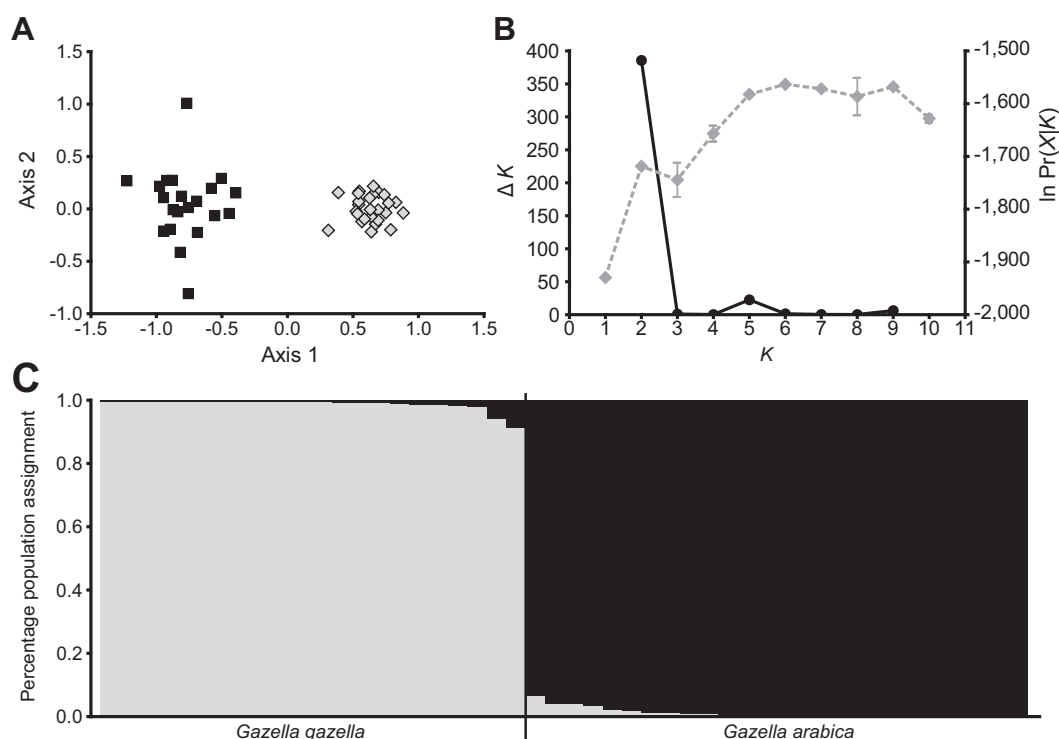 A
1.5
1.0
0.5
0.0
-0.5
-1.0
Axis 2
-1.5 -1.0 -0.5 0.0 0.5 1.0 1.5
Axis 1
B
400
350
300
250
200
150
100
50
0
Δ K
-1,500
-1,600
-1,700
-1,800
-1,900
-2,000
ln Pr(X|K)
0 1 2 3 4 5 6 7 8 9 10 11
K
C
1.0
0.8
0.6
0.4
0.2
0.0
Percentage population assignment
Gazella gazella Gazella arabica